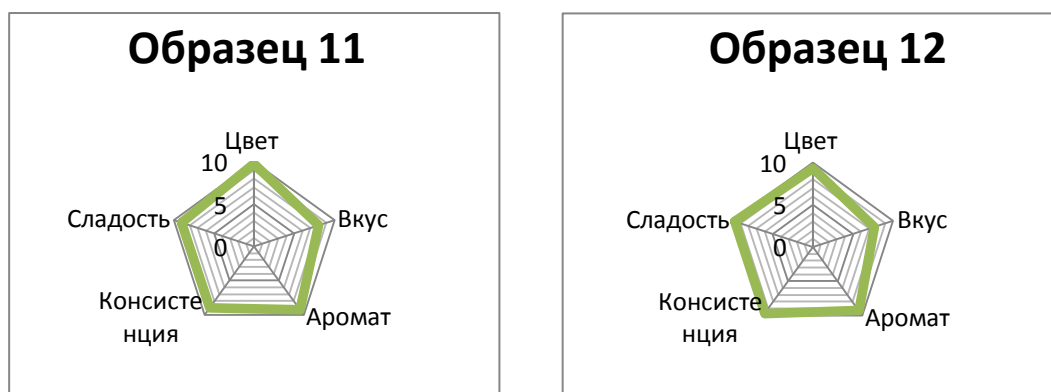 Образец 11
Цвет
10
5
0
Вкус
Сладость
Консисте
нция
Аромат
Образец 12
Цвет
10
5
0
Вкус
Сладость
Консисте
нция
Аромат